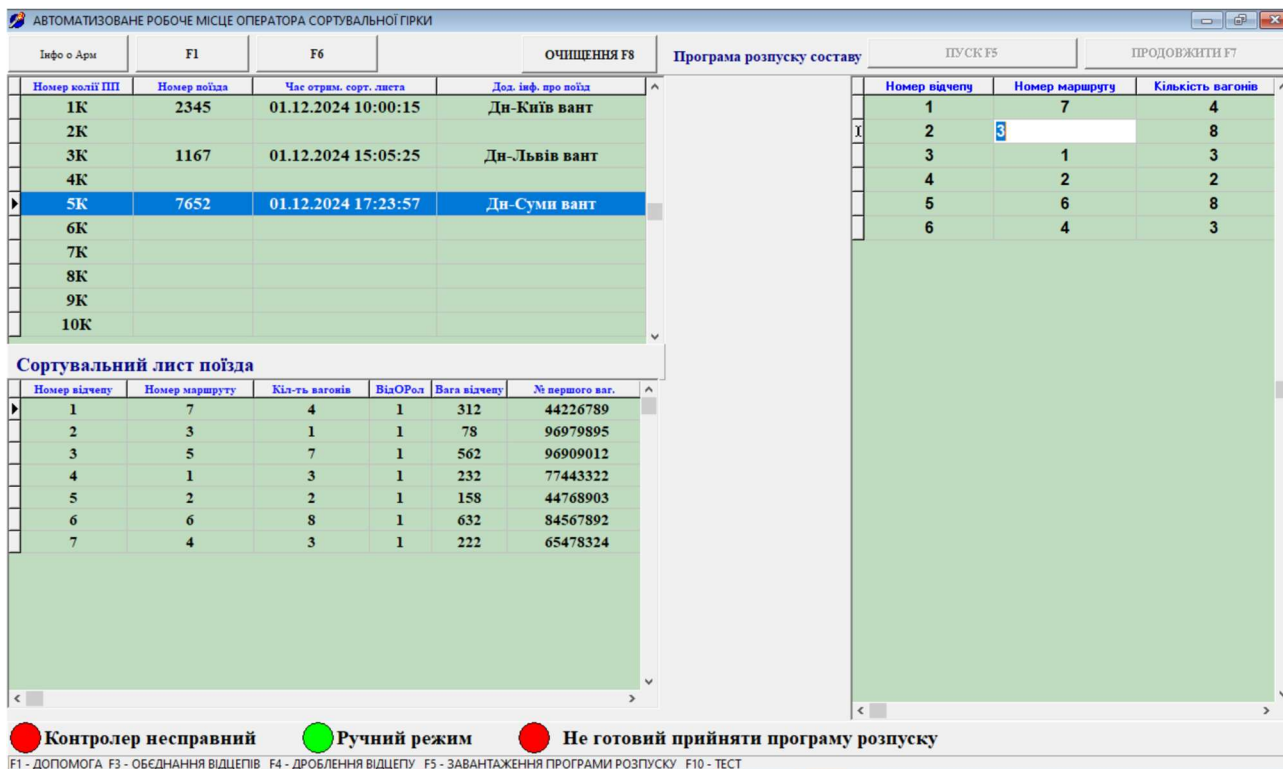 АВТОМАТИЗОВАНЕ РОБОЧЕ МІСЦЕ ОПЕРАТОРА СОРТУВАЛЬНОЇ ГІРКИ
Інфо о Арм F1 F6 ОЧИЩЕННЯ F8 Програма розпуску составу ПУСК F5 ПРОДОВЖИТИ F7
Номер колії ПП Номер поїзда Час отрим. сорт. листа Дод. інф. про поїзд
1К 2345 01.12.2024 10:00:15 Дн-Київ вант
2К
3К 1167 01.12.2024 15:05:25 Дн-Львів вант
4К
5К 7652 01.12.2024 17:23:57 Дн-Суми вант
6К
7К
8К
9К
10К
Номер відчепу Номер маршруту Кількість вагонів
1 7 4
2 3 8
3 1 3
4 2 2
5 6 8
6 4 3
Сортувальний лист поїзда
Номер відчепу Номер маршруту Кіл-ть вагонів ВідОРол Вага відчепу № першого ваг.
1 7 4 1 312 44226789
2 3 1 1 78 96979895
3 5 7 1 562 96909012
4 1 3 1 232 77443322
5 2 2 1 158 44768903
6 6 8 1 632 84567892
7 4 3 1 222 65478324
Контролер несправний Ручний режим Не готовий прийняти програму розпуску
F1 - ДОПОМОГА F3 - ОБЄДНАННЯ ВІДЦЕПІВ F4 - ДРОБЛЕННЯ ВІДЦЕПУ F5 - ЗАВАНТАЖЕННЯ ПРОГРАМИ РОЗПУСКУ F10 - ТЕСТ